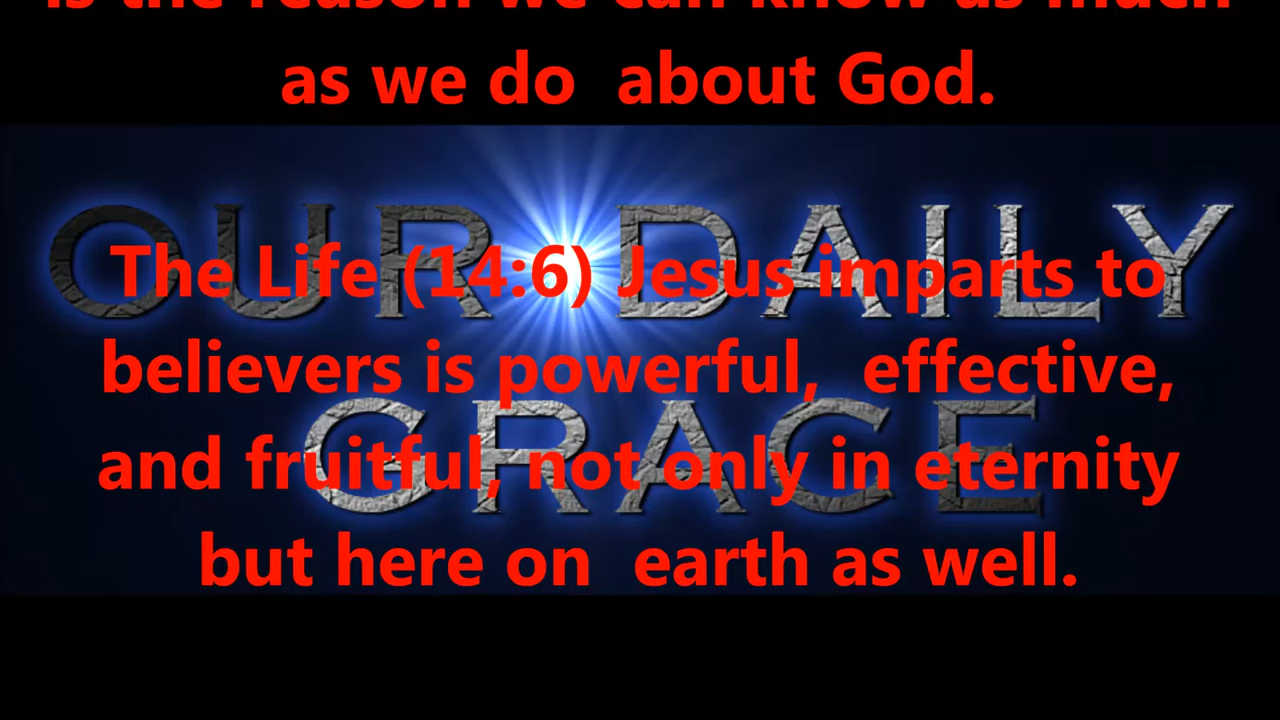 is the reason we can know as much
as we do  about God.
OUR DAILY
The Life (14:6) Jesus imparts to
believers is powerful,  effective,
GRACE
and fruitful, not only in eternity
but here on  earth as well.